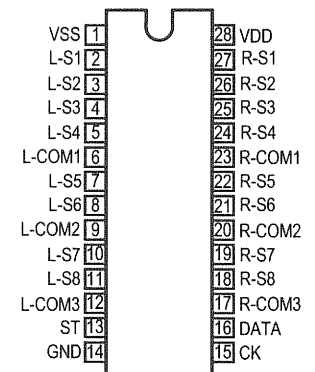 VSS 1 28 VDD
L-S1 2 27 R-S1
L-S2 3 26 R-S2
L-S3 4 25 R-S3
L-S4 5 24 R-S4
L-COM1 6 23 R-COM1
L-S5 7 22 R-S5
L-S6 8 21 R-S6
L-COM2 9 20 R-COM2
L-S7 10 19 R-S7
L-S8 11 18 R-S8
L-COM3 12 17 R-COM3
ST 13 16 DATA
GND 14 15 CK